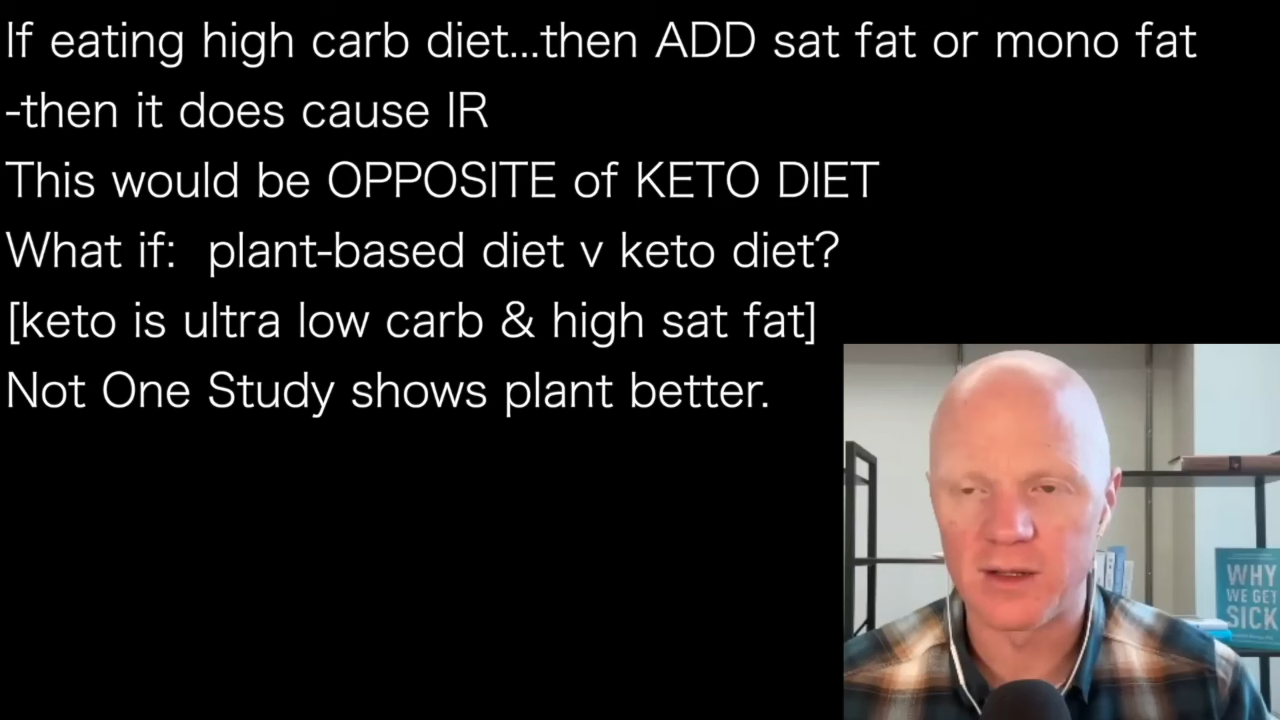 If eating high carb diet...then ADD sat fat or mono fat
-then it does cause IR
This would be OPPOSITE of KETO DIET
What if:  plant-based diet v keto diet?
[keto is ultra low carb & high sat fat]
Not One Study shows plant better.
WHY
WE GET
SICK